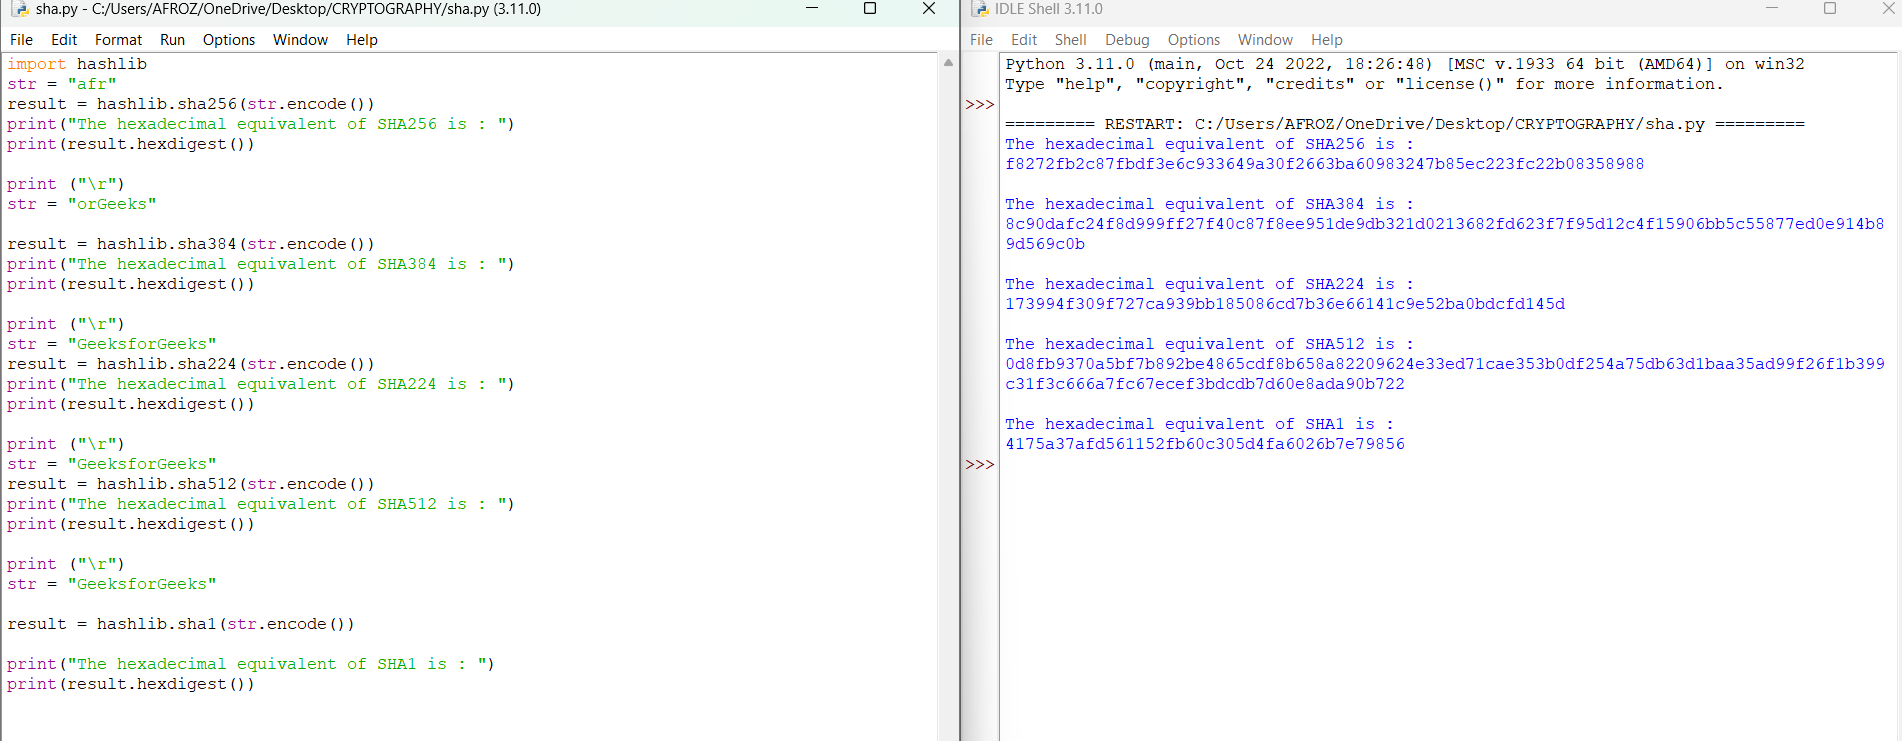 sha.py - C:/Users/AFROZ/OneDrive/Desktop/CRYPTOGRAPHY/sha.py (3.11.0)
File Edit Format Run Options Window Help
import hashlib
str = "afr"
result = hashlib.sha256(str.encode())
print("The hexadecimal equivalent of SHA256 is : ")
print(result.hexdigest())

print ("\r")
str = "orGeeks"

result = hashlib.sha384(str.encode())
print("The hexadecimal equivalent of SHA384 is : ")
print(result.hexdigest())

print ("\r")
str = "GeeksforGeeks"
result = hashlib.sha224(str.encode())
print("The hexadecimal equivalent of SHA224 is : ")
print(result.hexdigest())

print ("\r")
str = "GeeksforGeeks"
result = hashlib.sha512(str.encode())
print("The hexadecimal equivalent of SHA512 is : ")
print(result.hexdigest())

print ("\r")
str = "GeeksforGeeks"

result = hashlib.sha1(str.encode())

print("The hexadecimal equivalent of SHA1 is : ")
print(result.hexdigest())
IDLE Shell 3.11.0
File Edit Shell Debug Options Window Help
Python 3.11.0 (main, Oct 24 2022, 18:26:48) [MSC v.1933 64 bit (AMD64)] on win32
Type "help", "copyright", "credits" or "license()" for more information.
>>>
========= RESTART: C:/Users/AFROZ/OneDrive/Desktop/CRYPTOGRAPHY/sha.py =========
The hexadecimal equivalent of SHA256 is :
f8272fb2c87fbdf3e6c933649a30f2663ba60983247b85ec223fc22b08358988

The hexadecimal equivalent of SHA384 is :
8c90dafc24f8d999ff27f40c87f8ee951de9db321d0213682fd623f7f95d12c4f15906bb5c55877ed0e914b8
9d569c0b

The hexadecimal equivalent of SHA224 is :
173994f309f727ca939bb185086cd7b36e66141c9e52ba0bdcfd145d

The hexadecimal equivalent of SHA512 is :
0d8fb9370a5bf7b892be4865cdf8b658a82209624e33ed71cae353b0df254a75db63d1baa35ad99f26f1b399
c31f3c666a7fc67ecef3bdcdb7d60e8ada90b722

The hexadecimal equivalent of SHA1 is :
4175a37afd561152fb60c305d4fa6026b7e79856
>>>